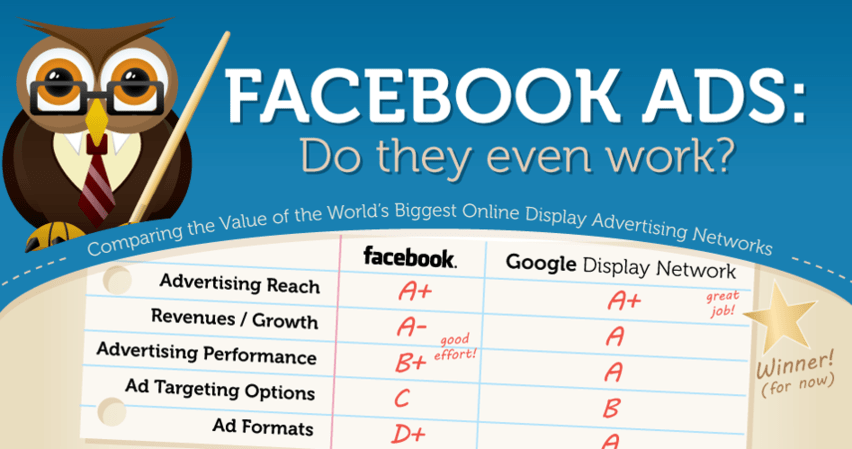 FACEBOOK ADS:
Do they even work?
Comparing the Value of the World's Biggest Online Display Advertising Networks
facebook. Google Display Network
Advertising Reach A+ A+ great job!
Revenues / Growth A- A
good effort!
Advertising Performance B+ A
Winner!
(for now)
Ad Targeting Options C B
Ad Formats D+ A